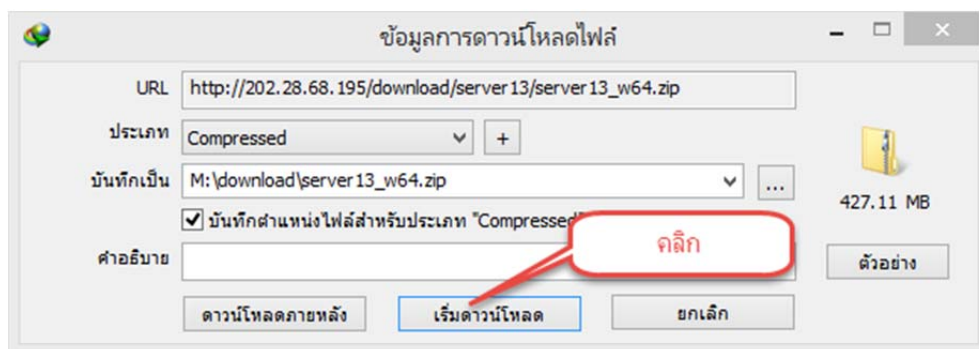 ข้อมูลการดาวน์โหลดไฟล์
URL http://202.28.68.195/download/server13/server13_w64.zip
ประเภท Compressed +
บันทึกเป็น M:\download\server13_w64.zip ...
427.11 MB
บันทึกตำแหน่งไฟล์สำหรับประเภท "Compressed"
คลิก
คำอธิบาย
ตัวอย่าง
ดาวน์โหลดภายหลัง เริ่มดาวน์โหลด ยกเลิก